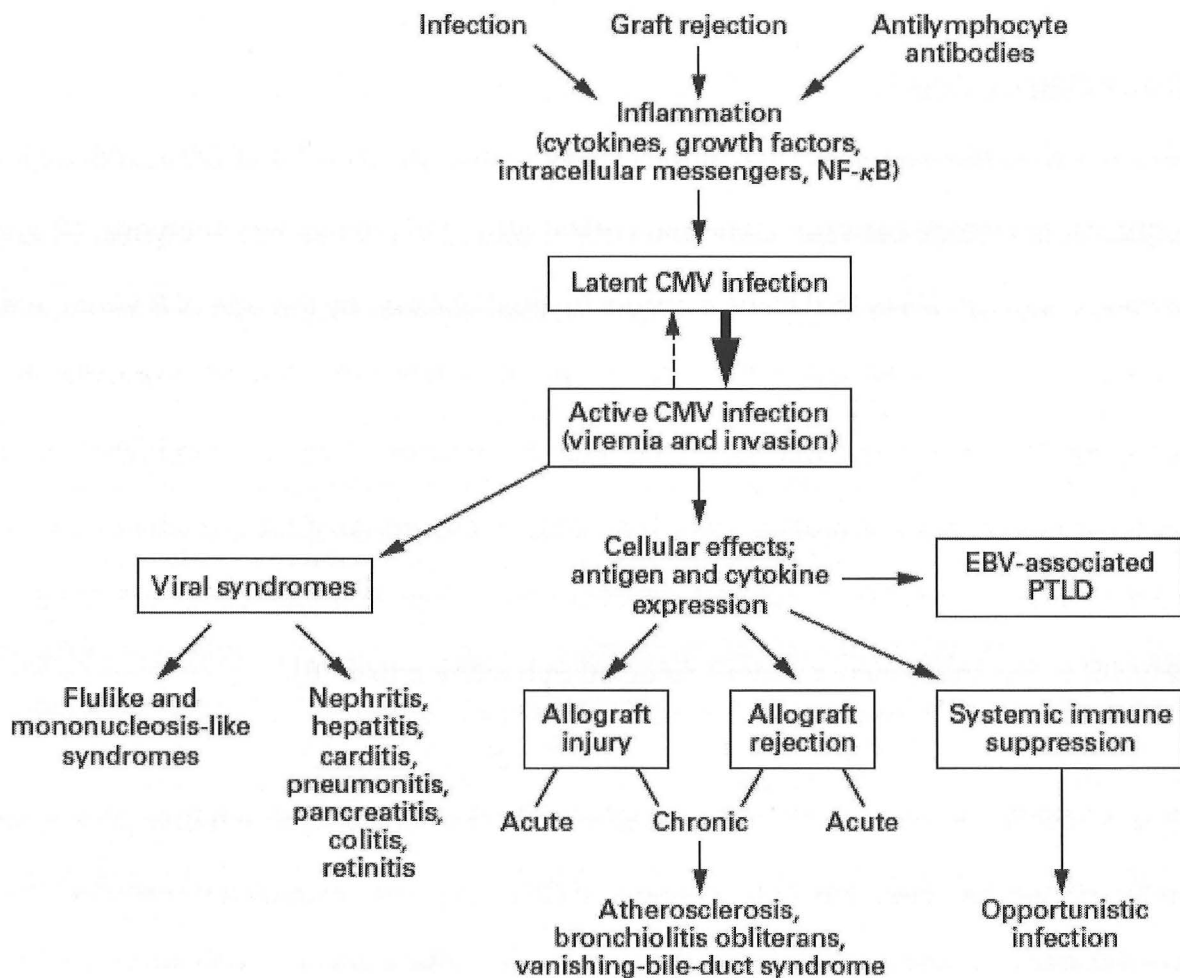 Infection
Graft rejection
Antilymphocyte
antibodies
Inflammation
(cytokines, growth factors,
intracellular messengers, NF-κB)
Latent CMV infection
Active CMV infection
(viremia and invasion)
Viral syndromes
Cellular effects;
antigen and cytokine
expression
EBV-associated
PTLD
Flulike and
mononucleosis-like
syndromes
Nephritis,
hepatitis,
carditis,
pneumonitis,
pancreatitis,
colitis,
retinitis
Allograft
injury
Allograft
rejection
Systemic immune
suppression
Acute
Chronic
Acute
Atherosclerosis,
bronchiolitis obliterans,
vanishing-bile-duct syndrome
Opportunistic
infection